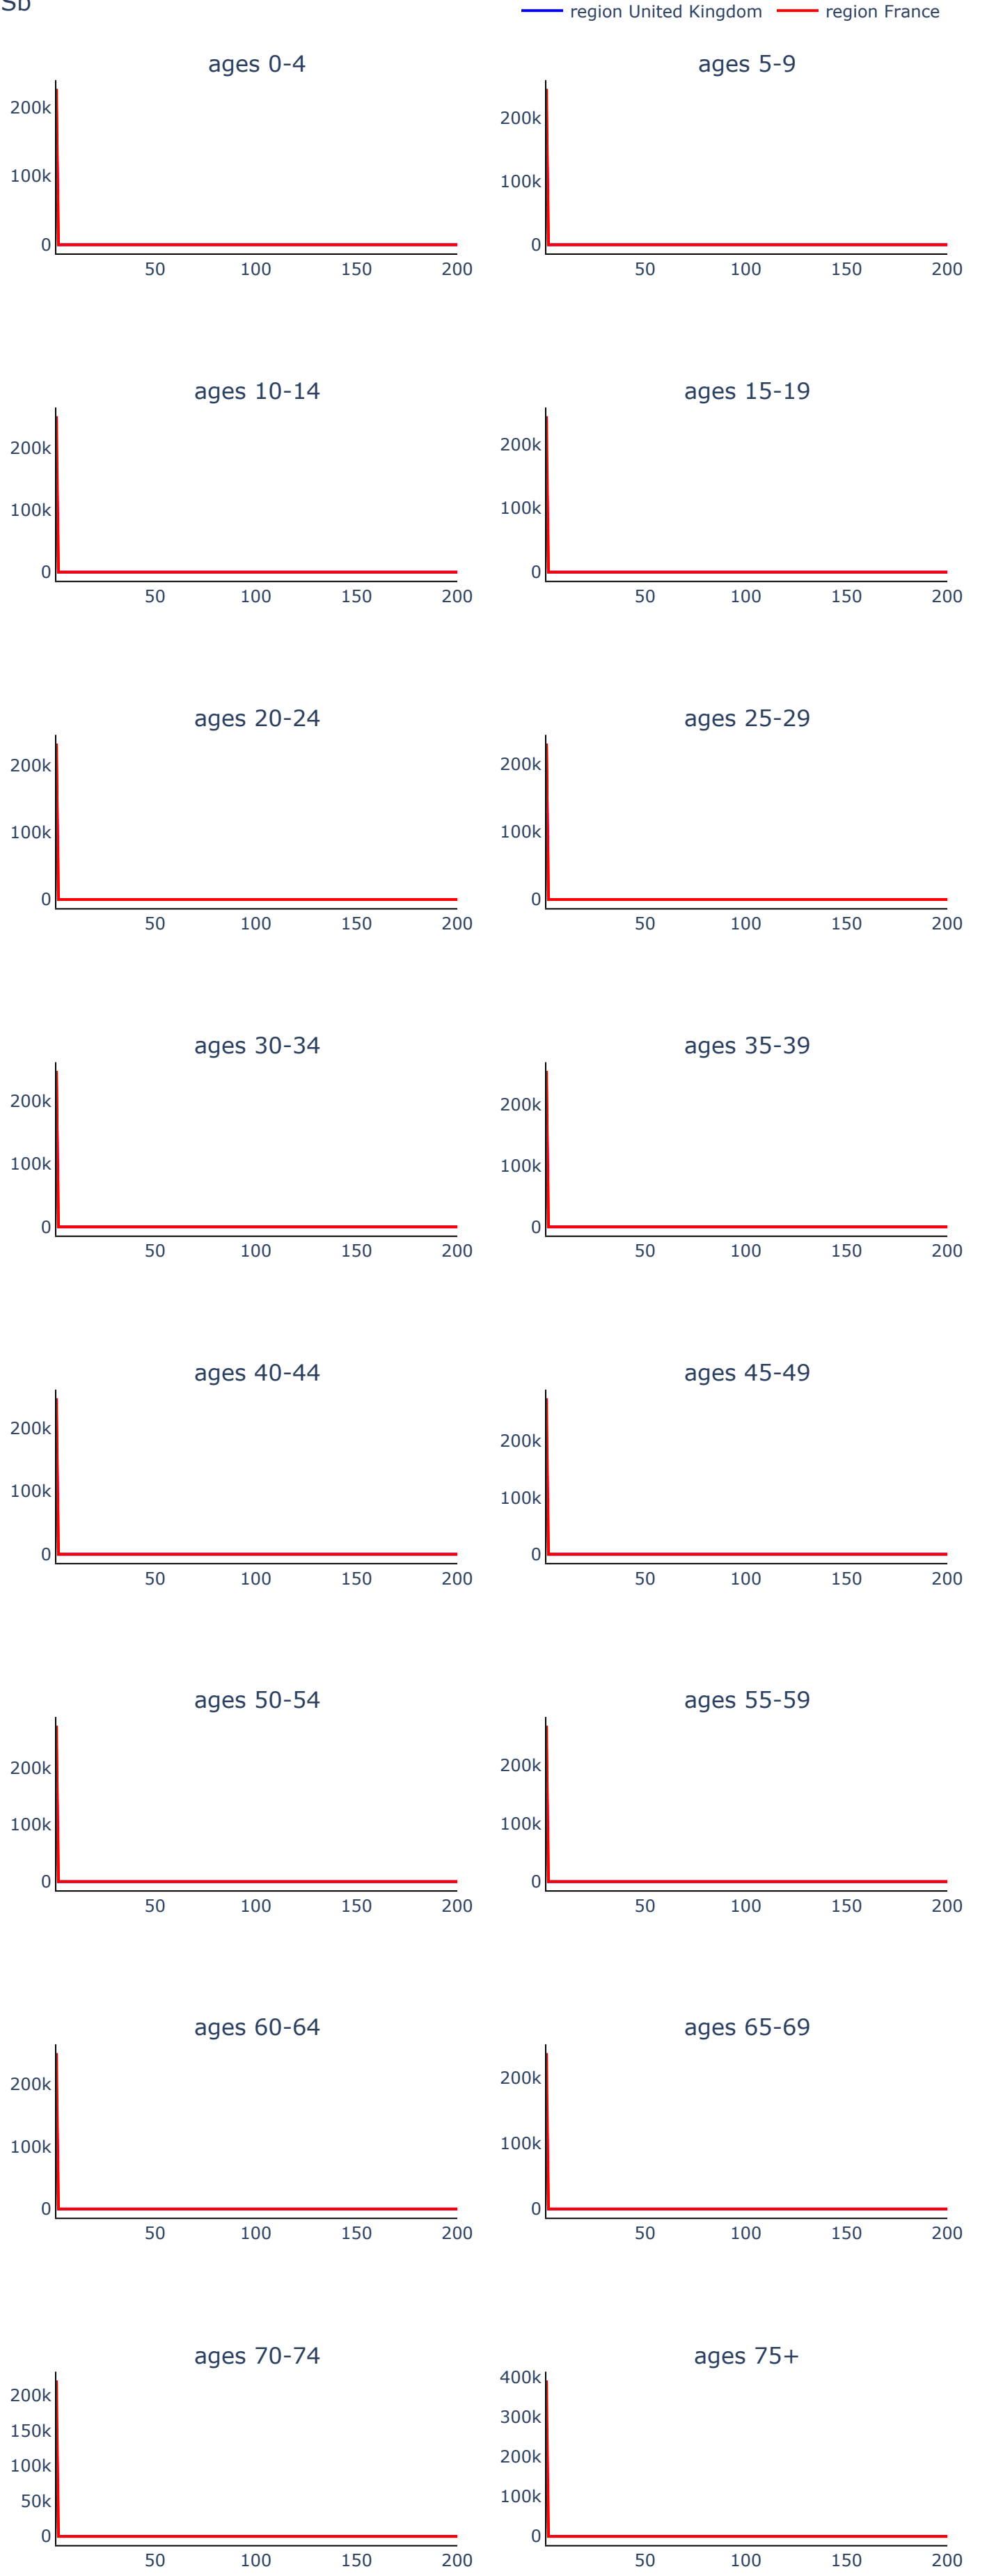 Sb
region United Kingdom region France
ages 0-4 ages 5-9
200k 200k
100k 100k
0 0
50 100 150 200 50 100 150 200
ages 10-14 ages 15-19
200k 200k
100k 100k
0 0
50 100 150 200 50 100 150 200
ages 20-24 ages 25-29
200k 200k
100k 100k
0 0
50 100 150 200 50 100 150 200
ages 30-34 ages 35-39
200k 200k
100k 100k
0 0
50 100 150 200 50 100 150 200
ages 40-44 ages 45-49
200k 200k
100k 100k
0 0
50 100 150 200 50 100 150 200
ages 50-54 ages 55-59
200k 200k
100k 100k
0 0
50 100 150 200 50 100 150 200
ages 60-64 ages 65-69
200k 200k
100k 100k
0 0
50 100 150 200 50 100 150 200
ages 70-74 ages 75+
400k
200k 300k
150k 200k
100k 100k
50k
0 0
50 100 150 200 50 100 150 200